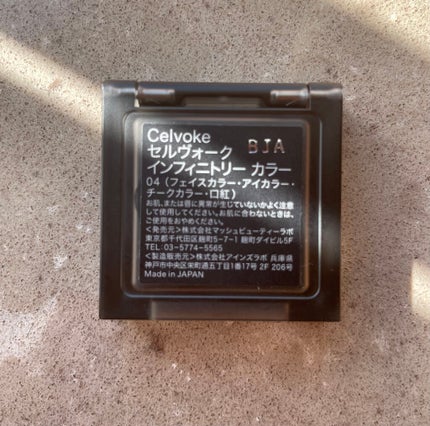 Celvoke
BJA
セルヴォーク
インフィニトリー カラー
04 (フェイスカラー・アイカラー・
チークカラー・口紅)
お肌、または唇に異常が生じていないかよく注意
して使用してください。お肌に合わないときは、
ご使用をおやめください。
<発売元>株式会社マッシュビューティーラボ
東京都千代田区麹町5-7-1 麹町ダイビル5F
TEL: 03-5774-5565
<製造販売元>株式会社アインズラボ 兵庫県
神戸市中央区栄町通五丁目1番17号 2F 206号
Made in JAPAN